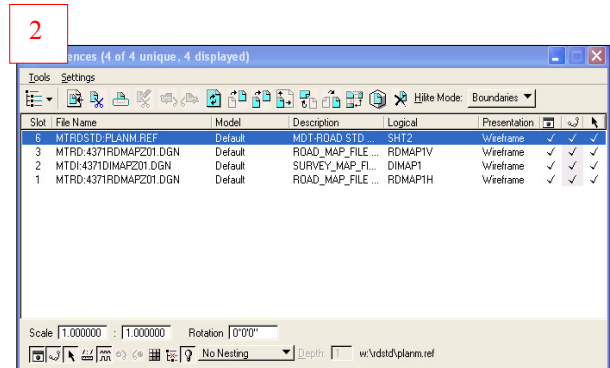 2
ences (4 of 4 unique, 4 displayed)
Tools Settings
Hilite Mode: Boundaries
Slot File Name Model Description Logical Presentation
6 MTRDSTD:PLANM.REF Default MDT-ROAD STD ... SHT2 Wireframe
3 MTRD:4371RDMAPZ01.DGN Default ROAD_MAP_FILE ... RDMAP1V Wireframe
2 MTDI:4371DIMAPZ01.DGN Default SURVEY_MAP_FI... DIMAP1 Wireframe
1 MTRD:4371RDMAPZ01.DGN Default ROAD_MAP_FILE ... RDMAP1H Wireframe
Scale 1.000000 : 1.000000 Rotation 0°0'0"
No Nesting Depth: 1 w:\rdstd\planm.ref